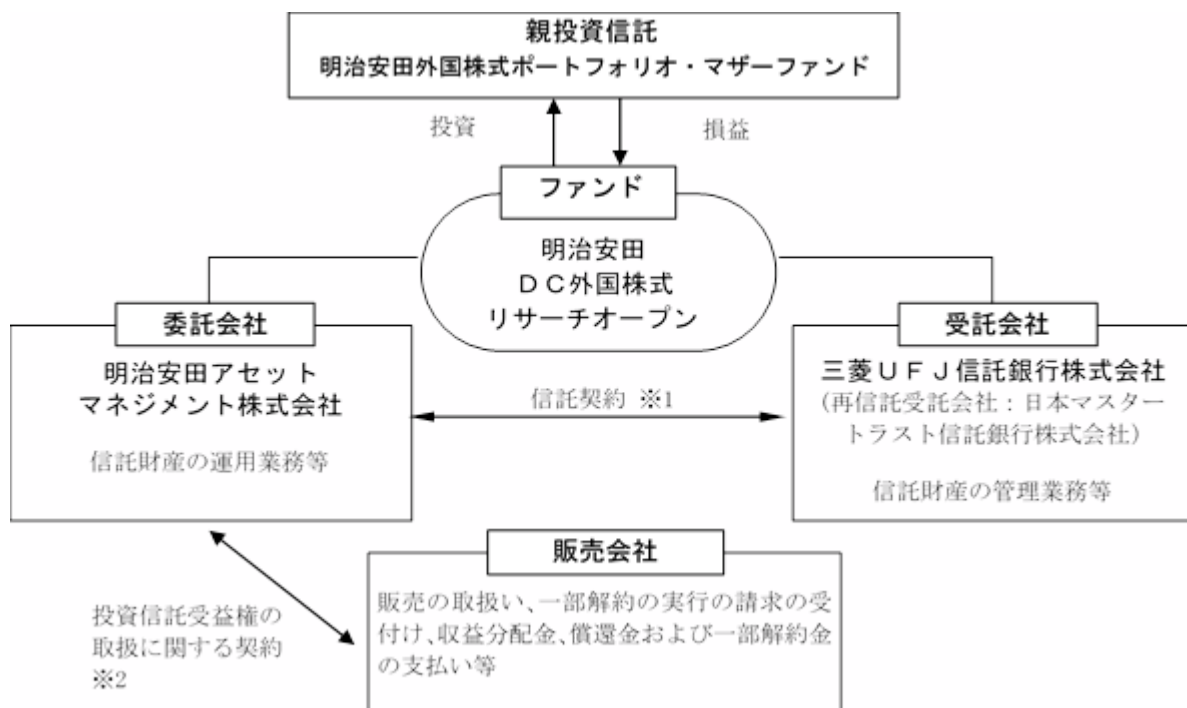 親投資信託
明治安田外国株式ポートフォリオ・マザーファンド
投資
損益
ファンド
明治安田
ＤＣ外国株式
リサーチオープン
委託会社
明治安田アセット
マネジメント株式会社
信託財産の運用業務等
信託契約 ※1
受託会社
三菱ＵＦＪ信託銀行株式会社
(再信託受託会社：日本マスター
トラスト信託銀行株式会社)
信託財産の管理業務等
投資信託受益権の
取扱に関する契約
※2
販売会社
販売の取扱い、一部解約の実行の請求の受
付け、収益分配金、償還金および一部解約金
の支払い等